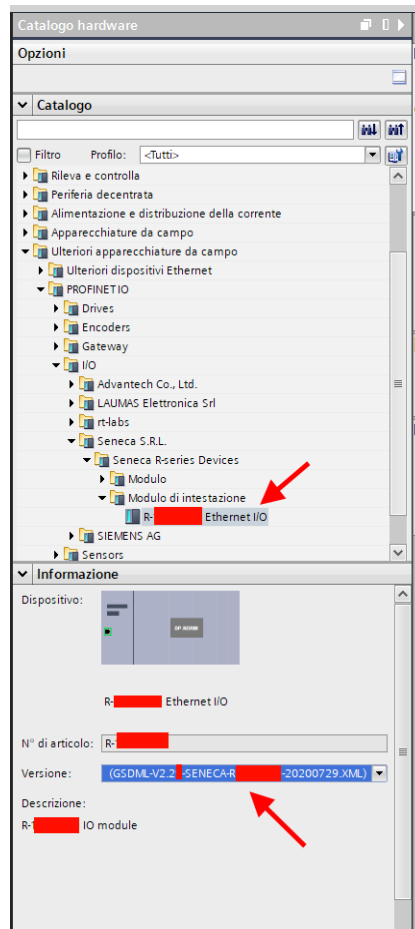 Catalogo hardware
Opzioni
Catalogo
Filtro Profilo: <Tutti>
Rileva e controlla
Periferia decentrata
Alimentazione e distribuzione della corrente
Apparecchiature da campo
Ulteriori apparecchiature da campo
Ulteriori dispositivi Ethernet
PROFINET IO
Drives
Encoders
Gateway
I/O
Advantech Co., Ltd.
LAUMAS Elettronica Srl
rt-labs
Seneca S.R.L.
Seneca R-series Devices
Modulo
Modulo di intestazione
R- Ethernet I/O
SIEMENS AG
Sensors
Informazione
Dispositivo:
DP-NORM
R- Ethernet I/O
N° di articolo: R-
Versione: (GSDML-V2.2 -SENECA-R -20200729.XML)
Descrizione:
R- IO module